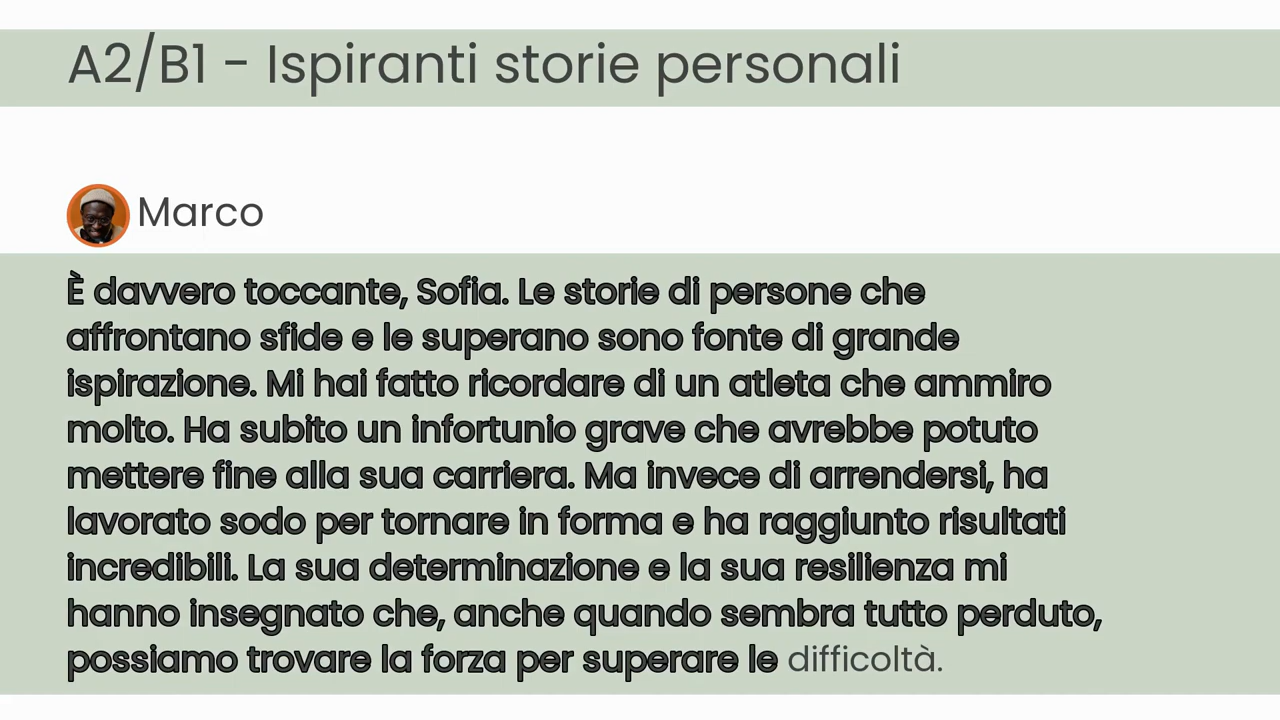 A2/B1 - Ispiranti storie personali
Marco
È davvero toccante, Sofia. Le storie di persone che
affrontano sfide e le superano sono fonte di grande
ispirazione. Mi hai fatto ricordare di un atleta che ammiro
molto. Ha subito un infortunio grave che avrebbe potuto
mettere fine alla sua carriera. Ma invece di arrendersi, ha
lavorato sodo per tornare in forma e ha raggiunto risultati
incredibili. La sua determinazione e la sua resilienza mi
hanno insegnato che, anche quando sembra tutto perduto,
possiamo trovare la forza per superare le difficoltà.